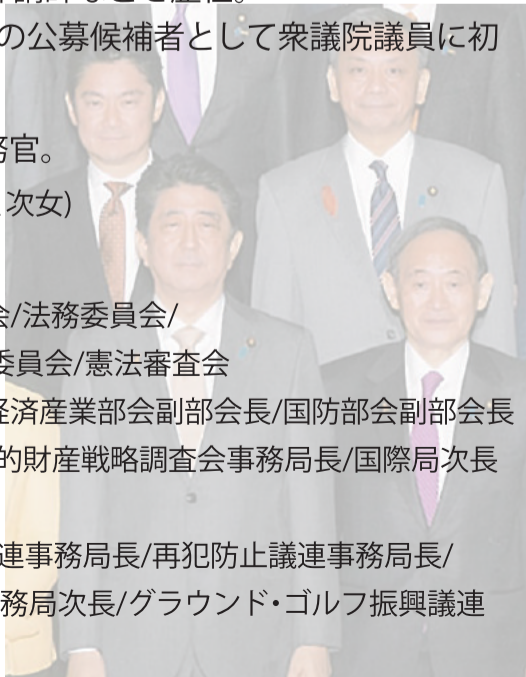 の公募候補者として衆議院議員に初
務官。
次女)
会/法務委員会/
委員会/憲法審査会
経済産業部会副部会長/国防部会副部会長
的財産戦略調査会事務局長/国際局次長
連事務局長/再犯防止議連事務局長/
務局次長/グラウンド・ゴルフ振興議連